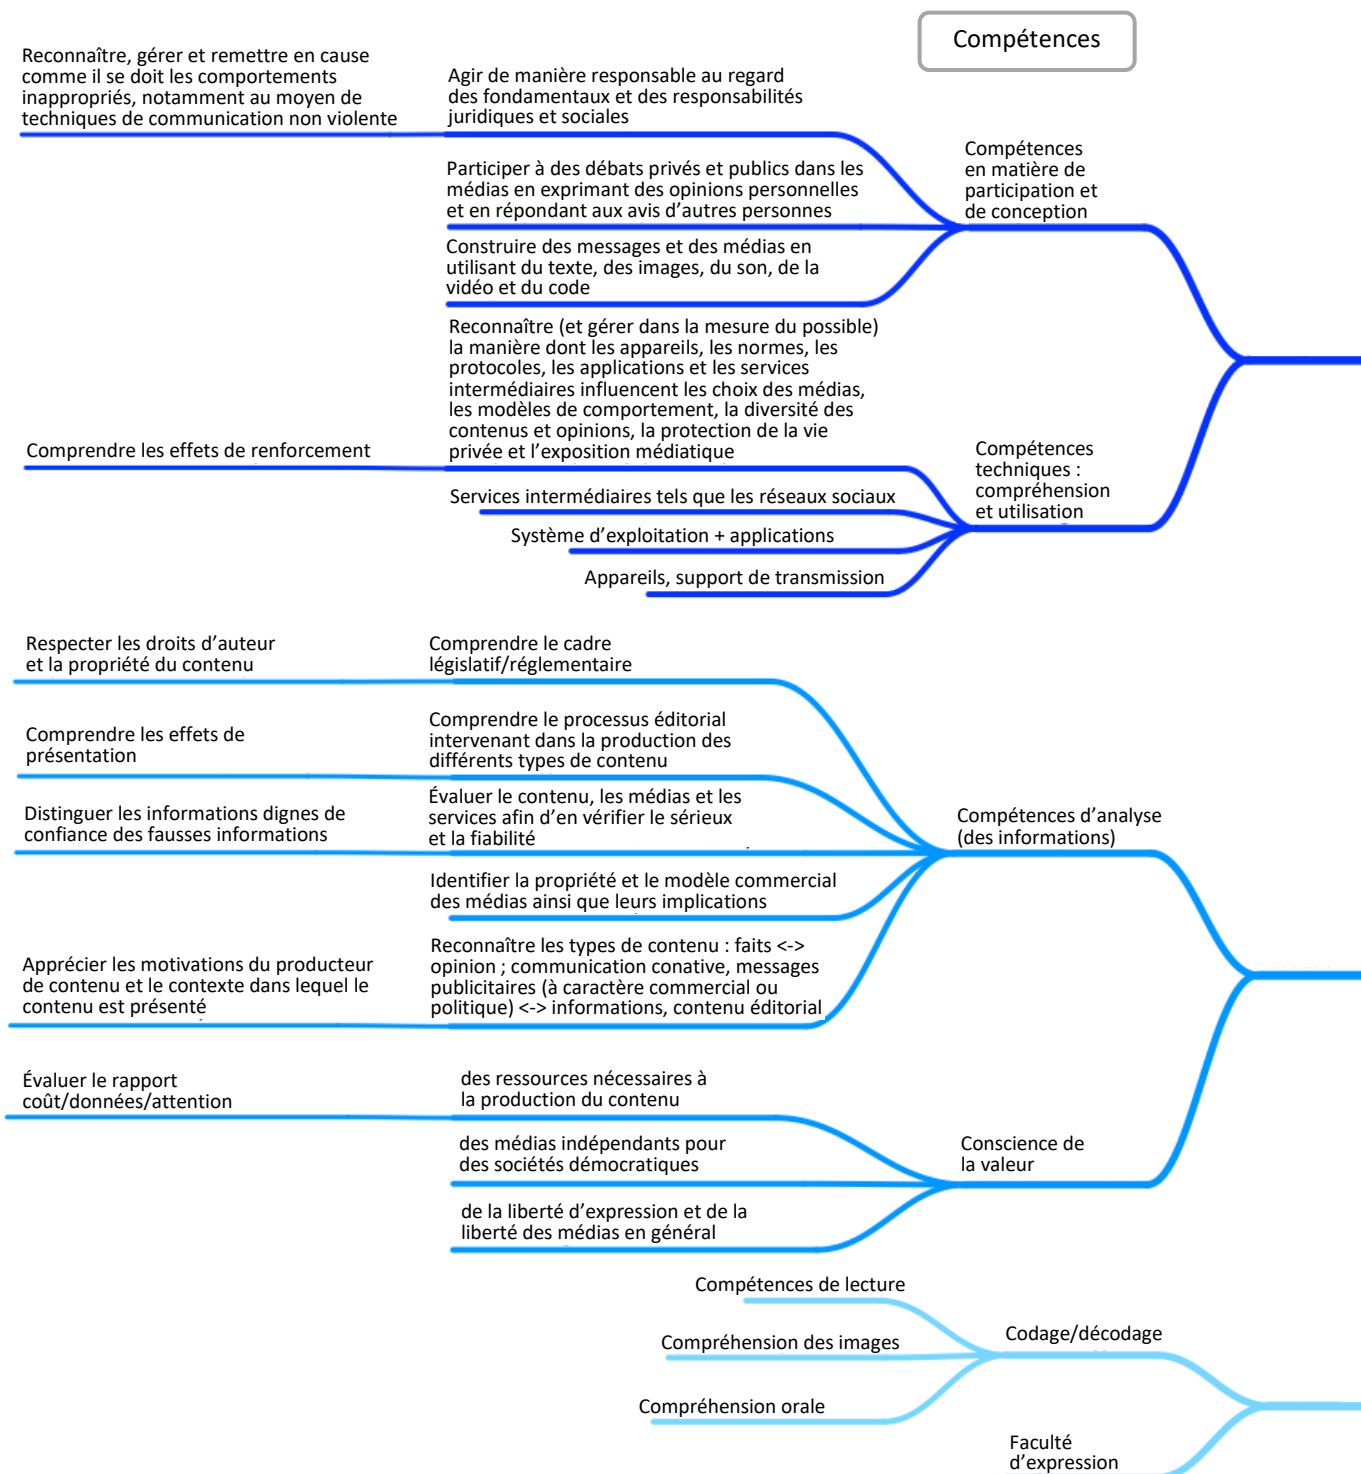 Compétences
Reconnaître, gérer et remettre en cause
comme il se doit les comportements
inappropriés, notamment au moyen de
techniques de communication non violente
Agir de manière responsable au regard
des fondamentaux et des responsabilités
juridiques et sociales
Participer à des débats privés et publics dans les
médias en exprimant des opinions personnelles
et en répondant aux avis d’autres personnes
Construire des messages et des médias en
utilisant du texte, des images, du son, de la
vidéo et du code
Compétences
en matière de
participation et
de conception
Reconnaître (et gérer dans la mesure du possible)
la manière dont les appareils, les normes, les
protocoles, les applications et les services
intermédiaires influencent les choix des médias,
les modèles de comportement, la diversité des
contenus et opinions, la protection de la vie
privée et l’exposition médiatique
Comprendre les effets de renforcement
Services intermédiaires tels que les réseaux sociaux
Système d’exploitation + applications
Appareils, support de transmission
Compétences
techniques :
compréhension
et utilisation
Respecter les droits d’auteur
et la propriété du contenu
Comprendre le cadre
législatif/réglementaire
Comprendre les effets de
présentation
Comprendre le processus éditorial
intervenant dans la production des
différents types de contenu
Distinguer les informations dignes de
confiance des fausses informations
Évaluer le contenu, les médias et les
services afin d’en vérifier le sérieux
et la fiabilité
Identifier la propriété et le modèle commercial
des médias ainsi que leurs implications
Apprécier les motivations du producteur
de contenu et le contexte dans lequel le
contenu est présenté
Reconnaître les types de contenu : faits <->
opinion ; communication conative, messages
publicitaires (à caractère commercial ou
politique) <-> informations, contenu éditorial
Compétences d’analyse
(des informations)
Évaluer le rapport
coût/données/attention
des ressources nécessaires à
la production du contenu
des médias indépendants pour
des sociétés démocratiques
de la liberté d’expression et de la
liberté des médias en général
Conscience de
la valeur
Compétences de lecture
Compréhension des images
Compréhension orale
Codage/décodage
Faculté
d’expression